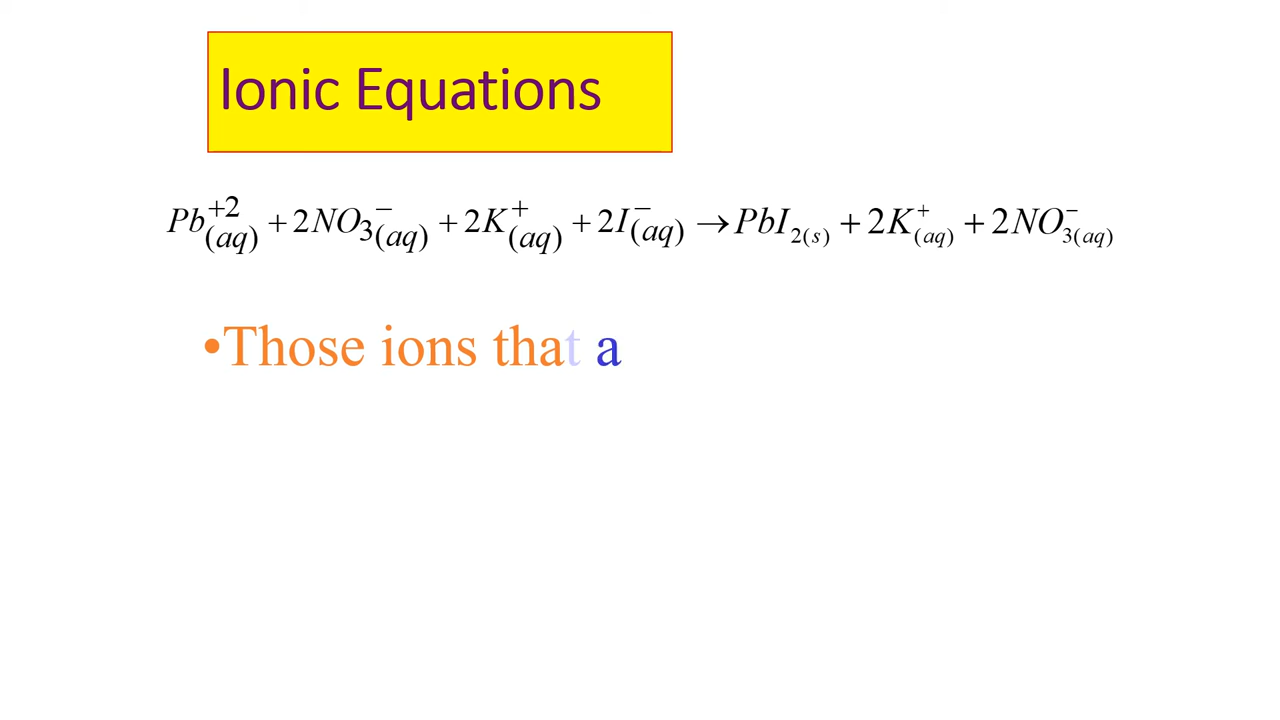 Ionic Equations
Pb⁺²(aq) + 2NO₃⁻(aq) + 2K⁺(aq) + 2I⁻(aq) → PbI₂(s) + 2K⁺(aq) + 2NO₃⁻(aq)
•Those ions that a